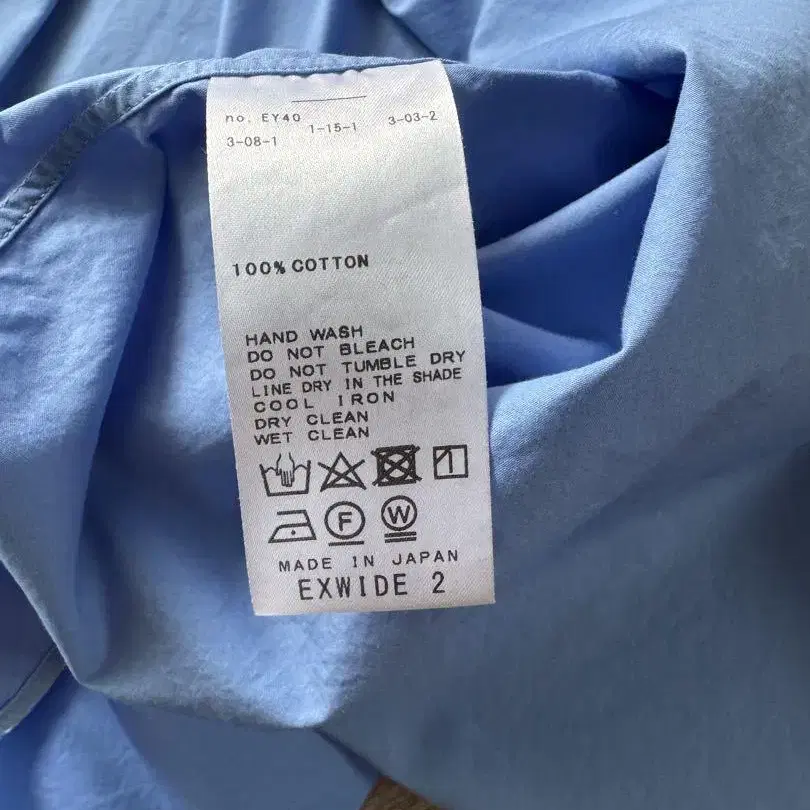 no. EY40
3-08-1 1-15-1 3-03-2
100% COTTON
HAND WASH
DO NOT BLEACH
DO NOT TUMBLE DRY
LINE DRY IN THE SHADE
COOL IRON
DRY CLEAN
WET CLEAN
F W
MADE IN JAPAN
EXWIDE 2